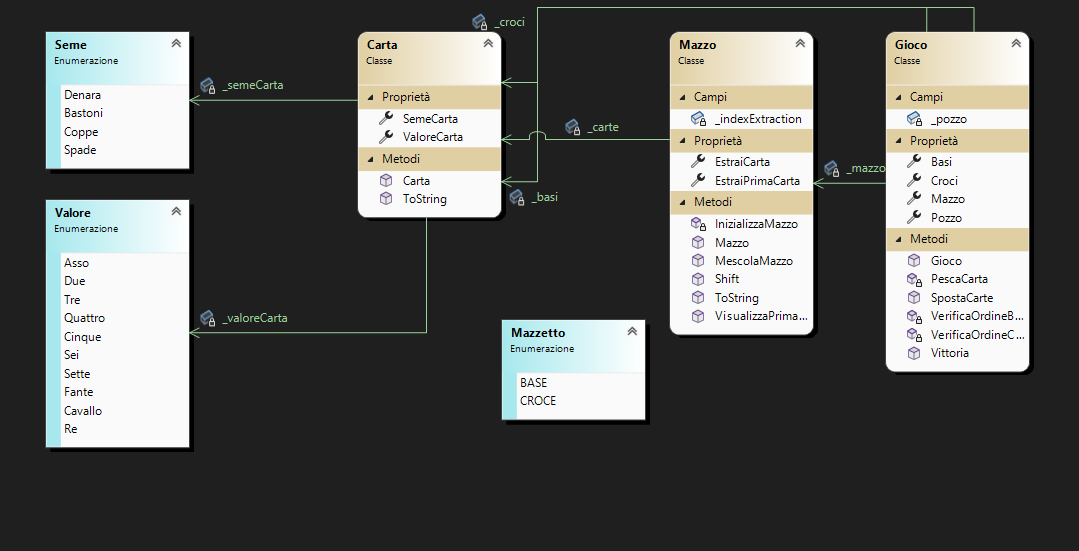 _croci
Seme
Enumerazione
Denara
Bastoni
Coppe
Spade
_semeCarta
Carta
Classe
Proprietà
SemeCarta
ValoreCarta
Metodi
Carta
ToString
_carte
_basi
Mazzo
Classe
Campi
_indexExtraction
Proprietà
EstraiCarta
EstraiPrimaCarta
Metodi
InizializzaMazzo
Mazzo
MescolaMazzo
Shift
ToString
VisualizzaPrima...
_mazzo
Gioco
Classe
Campi
_pozzo
Proprietà
Basi
Croci
Mazzo
Pozzo
Metodi
Gioco
PescaCarta
SpostaCarte
VerificaOrdineB...
VerificaOrdineC...
Vittoria
Valore
Enumerazione
Asso
Due
Tre
Quattro
Cinque
Sei
Sette
Fante
Cavallo
Re
_valoreCarta
Mazzetto
Enumerazione
BASE
CROCE